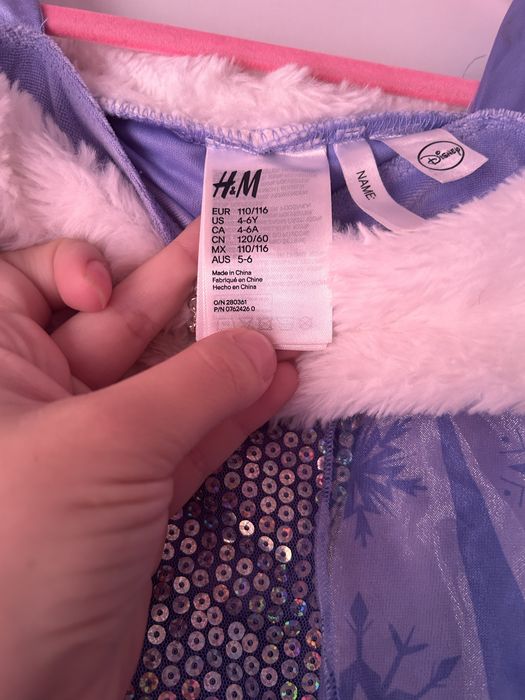 H&M
EUR 110/116
US 4-6Y
CA 4-6A
CN 120/60
MX 110/116
AUS 5-6
Made in China
Fabriqué en Chine
Hecho en China
O/N 280361
P/N 0762426 0
NAME:
Disney